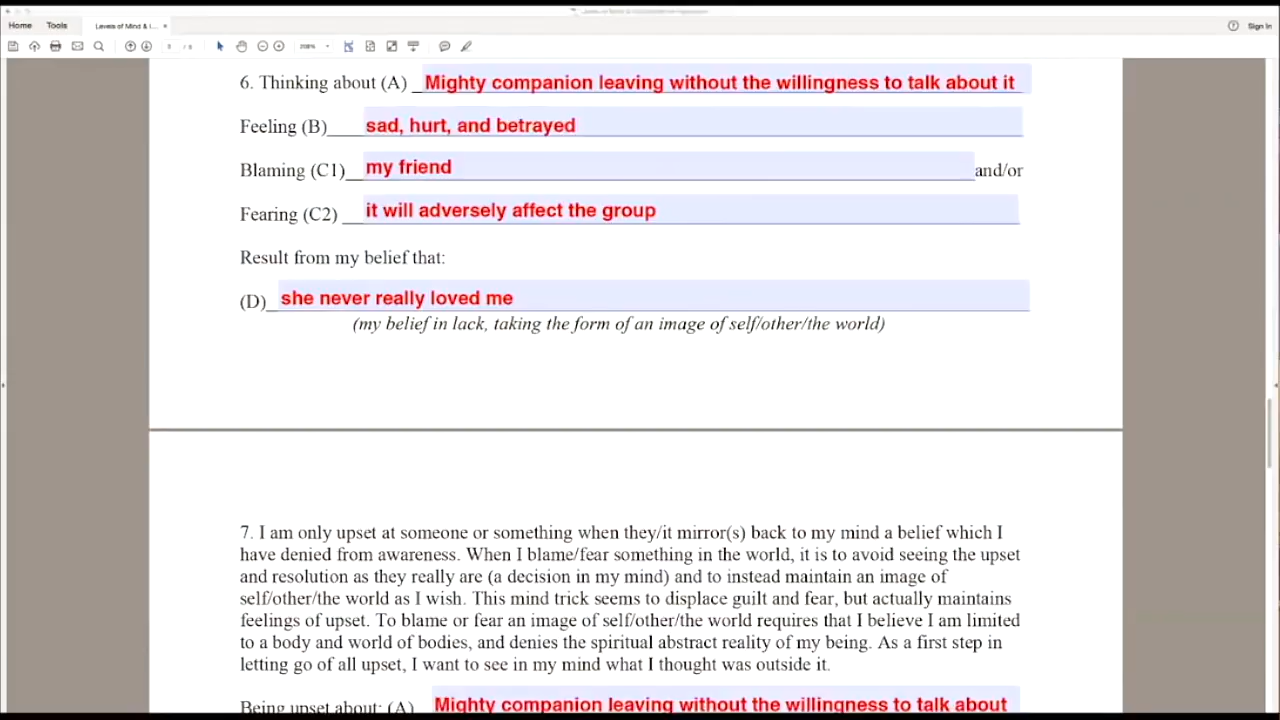 Home Tools Levels of Mind & I... ×
Sign In
208%
6. Thinking about (A) _ Mighty companion leaving without the willingness to talk about it
Feeling (B)____ sad, hurt, and betrayed
Blaming (C1)__ my friend and/or
Fearing (C2) __ it will adversely affect the group
Result from my belief that:
(D)_ she never really loved me
(my belief in lack, taking the form of an image of self/other/the world)
7. I am only upset at someone or something when they/it mirror(s) back to my mind a belief which I
have denied from awareness. When I blame/fear something in the world, it is to avoid seeing the upset
and resolution as they really are (a decision in my mind) and to instead maintain an image of
self/other/the world as I wish. This mind trick seems to displace guilt and fear, but actually maintains
feelings of upset. To blame or fear an image of self/other/the world requires that I believe I am limited
to a body and world of bodies, and denies the spiritual abstract reality of my being. As a first step in
letting go of all upset, I want to see in my mind what I thought was outside it.
Being upset about: (A) Mighty companion leaving without the willingness to talk about